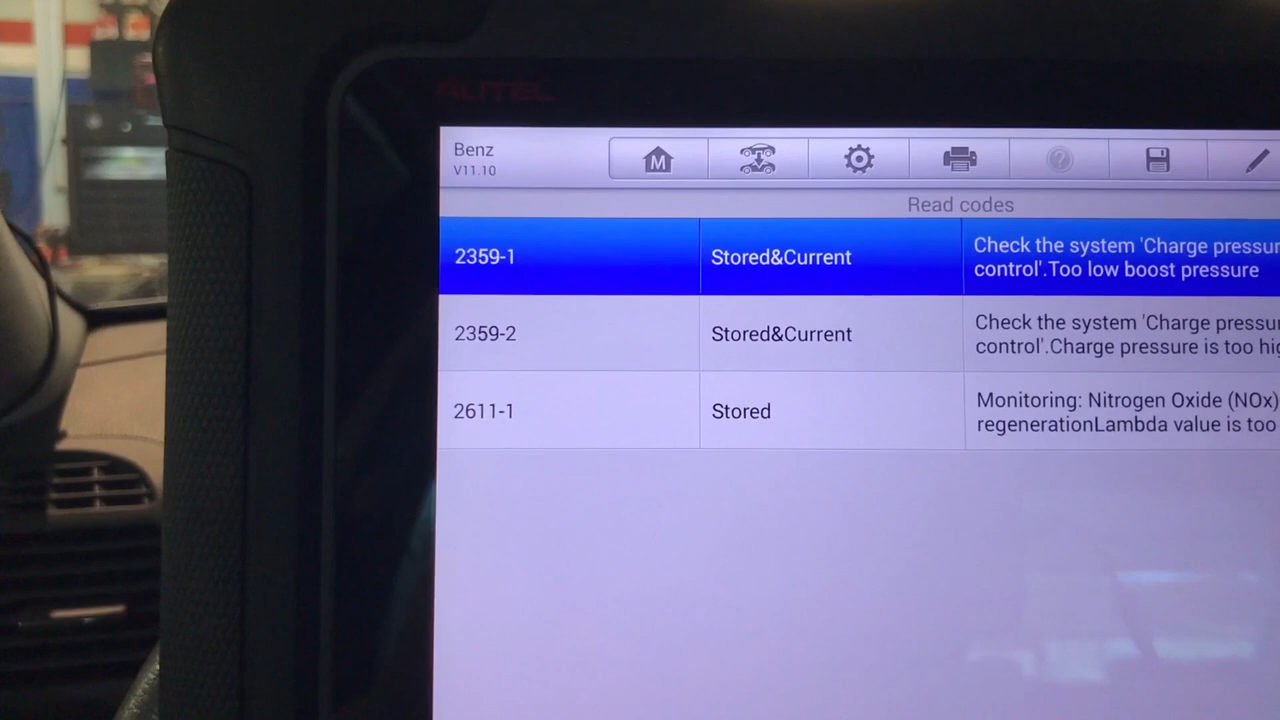 AUTEL
Benz
V11.10
M
?
Read codes
2359-1
Stored&Current
Check the system 'Charge pressur
control'.Too low boost pressure
2359-2
Stored&Current
Check the system 'Charge pressu
control'.Charge pressure is too hig
2611-1
Stored
Monitoring: Nitrogen Oxide (NOx)
regenerationLambda value is too